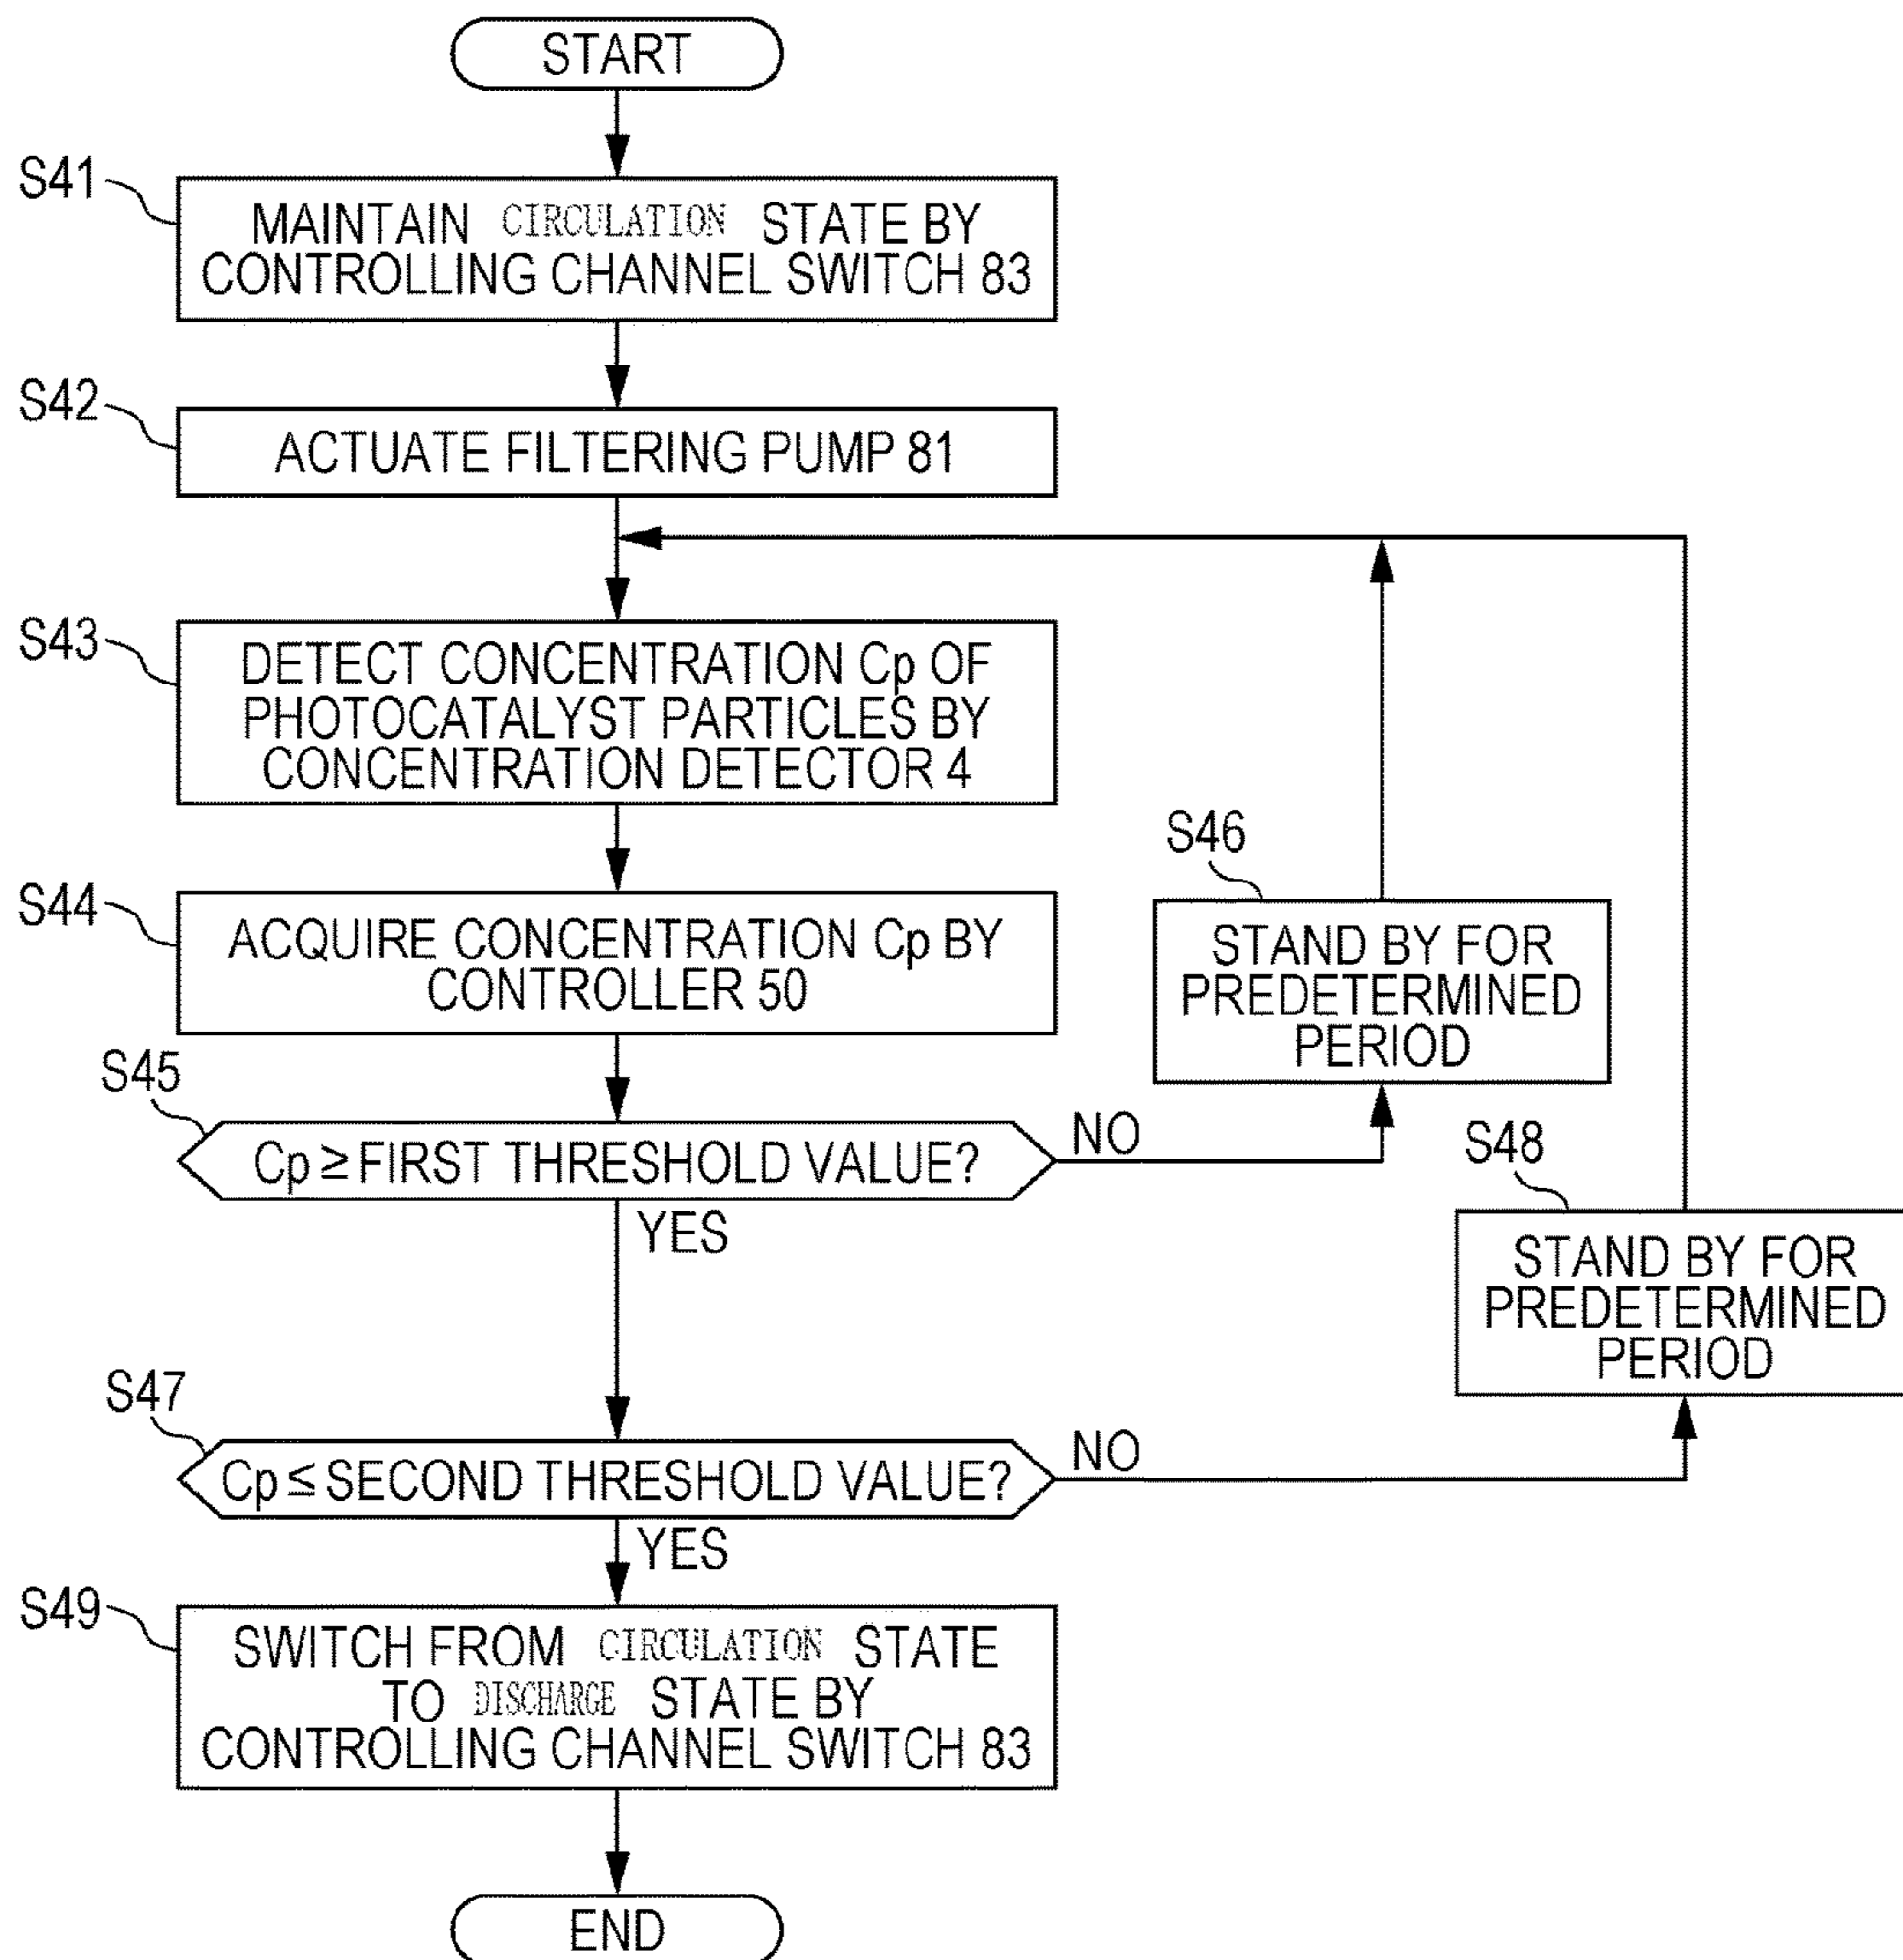 START
S41
MAINTAIN CIRCULATION STATE BY
CONTROLLING CHANNEL SWITCH 83
S42
ACTUATE FILTERING PUMP 81
S43
DETECT CONCENTRATION Cp OF
PHOTOCATALYST PARTICLES BY
CONCENTRATION DETECTOR 4
S44
ACQUIRE CONCENTRATION Cp BY
CONTROLLER 50
S46
STAND BY FOR
PREDETERMINED
PERIOD
S45
Cp ≥ FIRST THRESHOLD VALUE?
NO
YES
S48
STAND BY FOR
PREDETERMINED
PERIOD
S47
Cp ≤ SECOND THRESHOLD VALUE?
NO
YES
S49
SWITCH FROM CIRCULATION STATE
TO DISCHARGE STATE BY
CONTROLLING CHANNEL SWITCH 83
END